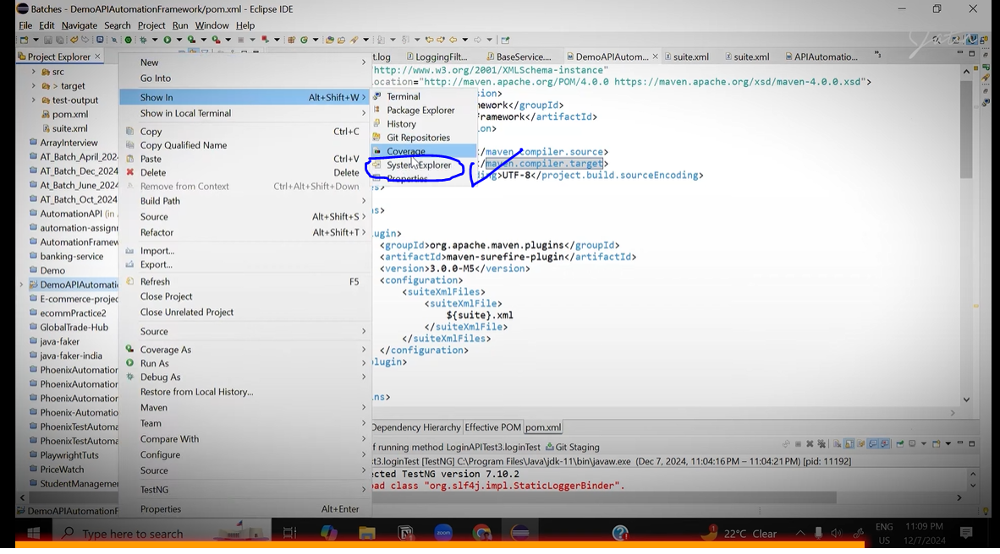 Batches - DemoAPIAutomationFramework/pom.xml - Eclipse IDE
File Edit Navigate Search Project Run Window Help
Project Explorer
t.log
LoggingFilt...
BaseService....
DemoAPIAutom...
suite.xml
suite.xml
APIAutomatio...
src
> target
test-output
pom.xml
suite.xml
ArrayInterview
AT_Batch_April_202
AT_Batch_Dec_2024
At_Batch_June_2024
AT_Batch_Oct_2024
AutomationAPI (in
automation-assignm
AutomationFramew
banking-service
Demo
DemoAPIAutomati
E-commerce-projec
ecommPractice2
GlobalTrade-Hub
java-faker
java-faker-india
PhoenixAutomation
PhoenixAutomation
PhoenixAutomation
Phoenix-Automatio
PhoenixTestAutoma
PhoenixTestAutoma
PlaywrightTuts
PriceWatch
StudentManageme
DemoAPIAutomationF
New
Go Into
Show In Alt+Shift+W
Show in Local Terminal
Copy Ctrl+C
Copy Qualified Name
Paste Ctrl+V
Delete Delete
Remove from Context Ctrl+Alt+Shift+Down
Build Path
Source Alt+Shift+S
Refactor Alt+Shift+T
Import...
Export...
Refresh F5
Close Project
Close Unrelated Project
Source
Coverage As
Run As
Debug As
Restore from Local History...
Maven
Team
Compare With
Configure
Source
TestNG
Properties Alt+Enter
Terminal
Package Explorer
History
Git Repositories
Coverage
System Explorer
Properties
http://www.w3.org/2001/XMLSchema-instance"
ocation="http://maven.apache.org/POM/4.0.0 https://maven.apache.org/xsd/maven-4.0.0.xsd">
sion>
mework</groupId>
ramework</artifactId>
on>
</maven.compiler.source>
</maven.compiler.target>
ing>UTF-8</project.build.sourceEncoding>
s>
ns>
ugin>
<groupId>org.apache.maven.plugins</groupId>
<artifactId>maven-surefire-plugin</artifactId>
<version>3.0.0-M5</version>
<configuration>
<suiteXmlFiles>
<suiteXmlFile>
${suite}.xml
</suiteXmlFile>
</suiteXmlFiles>
</configuration>
lugin>
ns>
Dependency Hierarchy Effective POM pom.xml
f running method LoginAPITest3.loginTest Git Staging
t3.loginTest [TestNG] C:\Program Files\Java\jdk-11\bin\javaw.exe (Dec 7, 2024, 11:04:16 PM – 11:04:21 PM) [pid: 11192]
cted TestNG version 7.10.2
oad class "org.slf4j.impl.StaticLoggerBinder".
Type here to search
zoom
1
22°C Clear
ENG
US
11:09 PM
12/7/2024